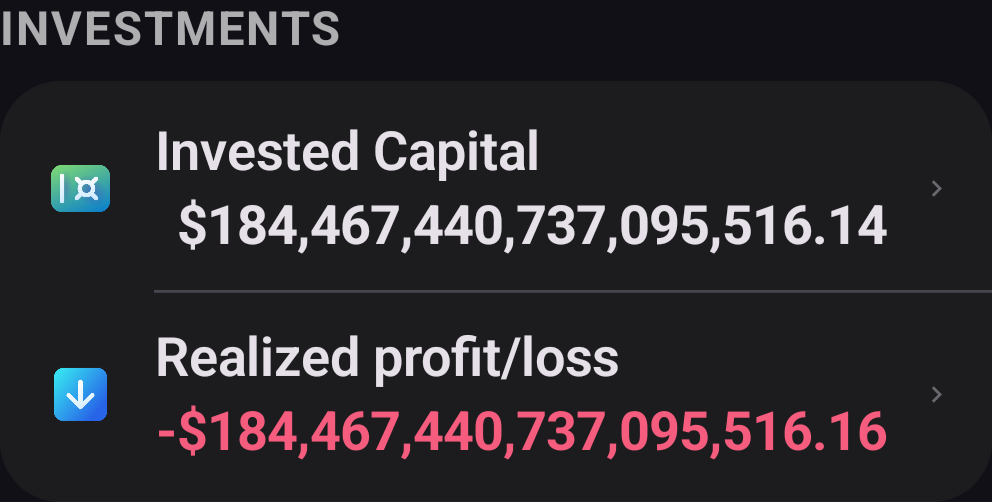 INVESTMENTS
Invested Capital
$184,467,440,737,095,516.14
Realized profit/loss
-$184,467,440,737,095,516.16